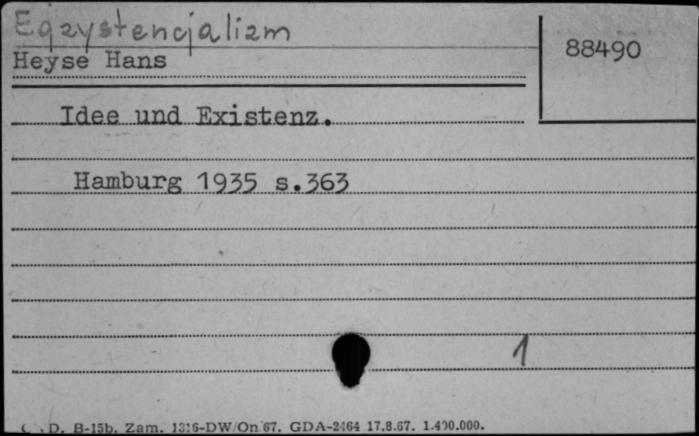 Egzystencjalizm
Heyse Hans
88490
Idee und Existenz.
Hamburg 1935 s.363
1
D. B-15b. Zam. 1316-DW/On 67. GDA-2464 17.8.67. 1.400.000.